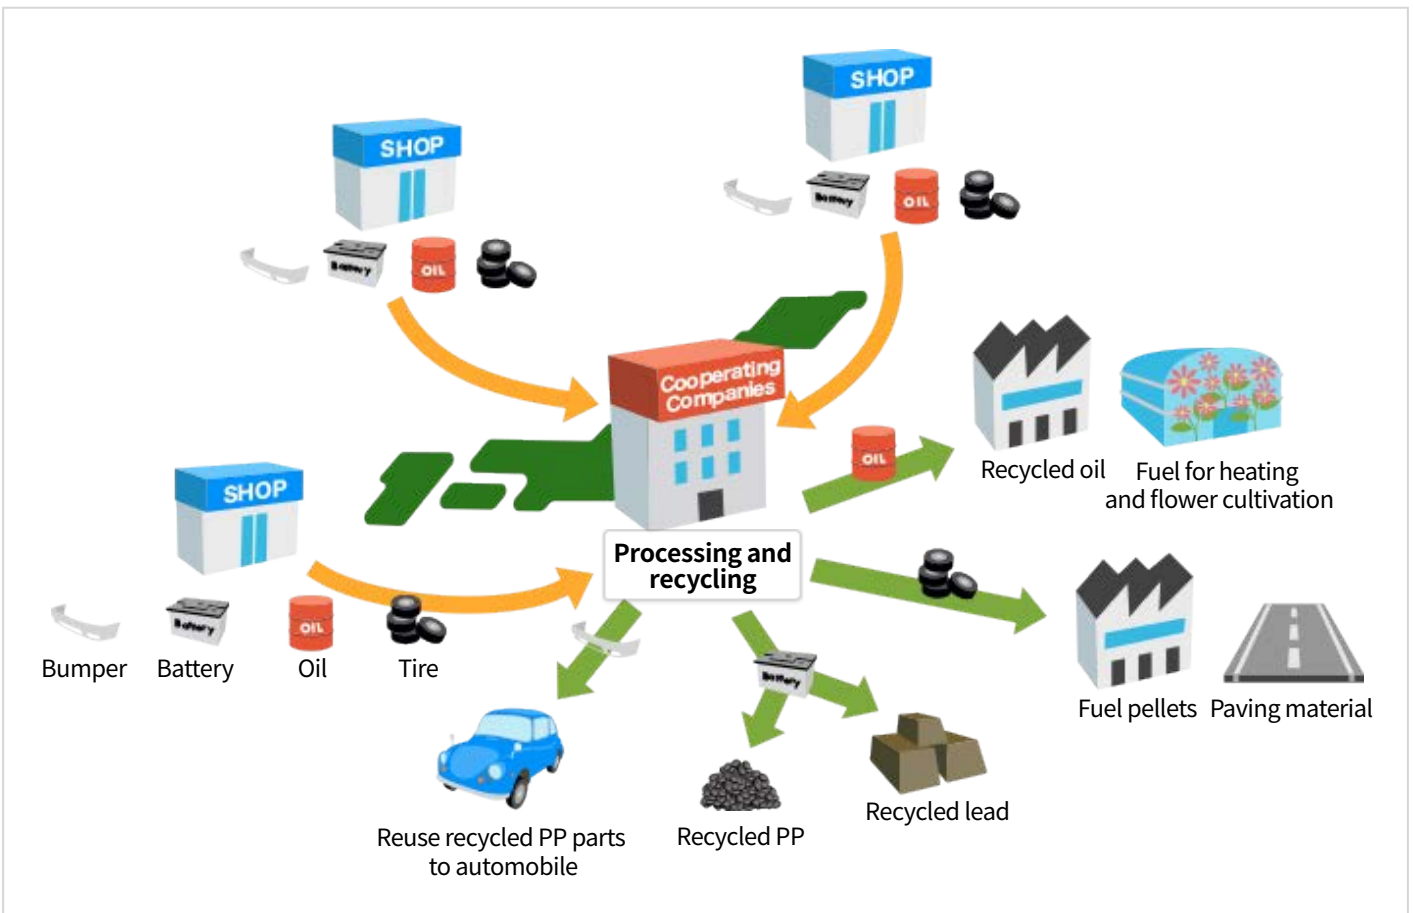 SHOP
Battery
OIL
SHOP
Battery
OIL
Cooperating
Companies
SHOP
Battery
OIL
Bumper
Battery
Oil
Tire
Processing and
recycling
OIL
Recycled oil
Fuel for heating
and flower cultivation
Fuel pellets
Paving material
Battery
Reuse recycled PP parts
to automobile
Recycled PP
Recycled lead